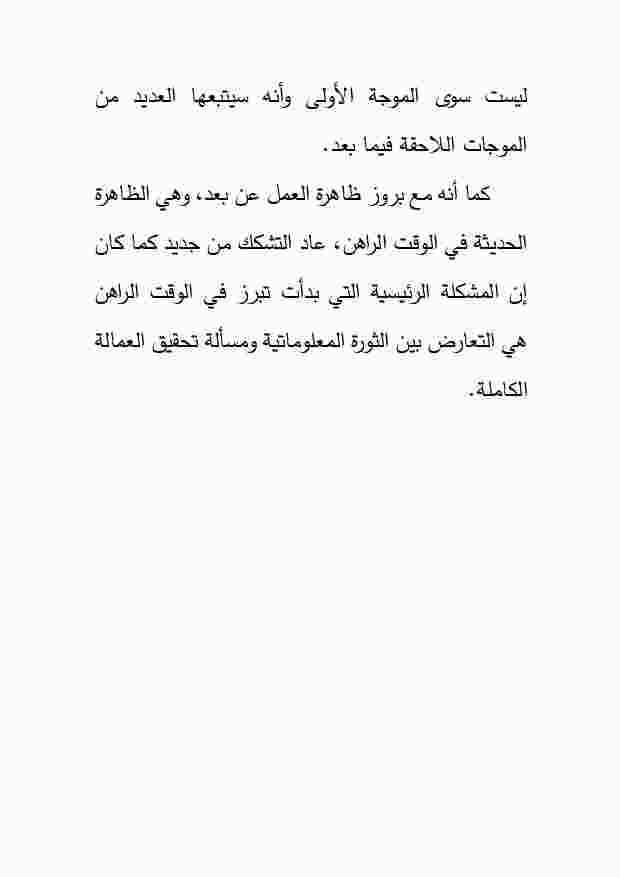 ليست سوى الموجة الأولى وأنه سيتبعها العديد من
الموجات اللاحقة فيما بعد.
كما أنه مع بروز ظاهرة العمل عن بعد، وهي الظاهرة
الحديثة في الوقت الراهن، عاد التشكك من جديد كما كان
إن المشكلة الرئيسية التي بدأت تبرز في الوقت الراهن
هي التعارض بين الثورة المعلوماتية ومسألة تحقيق العمالة
الكاملة.